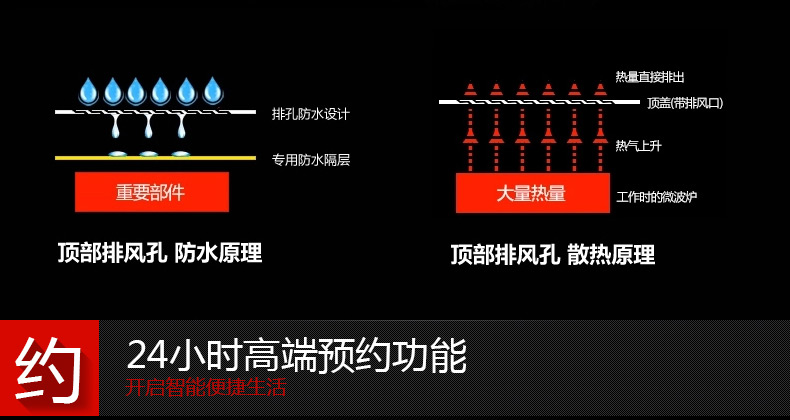 排孔防水设计
专用防水隔层
重要部件
顶部排风孔 防水原理
热量直接排出
顶盖(带排风口)
热气上升
大量热量
工作时的微波炉
顶部排风孔 散热原理
约
24小时高端预约功能
开启智能便捷生活